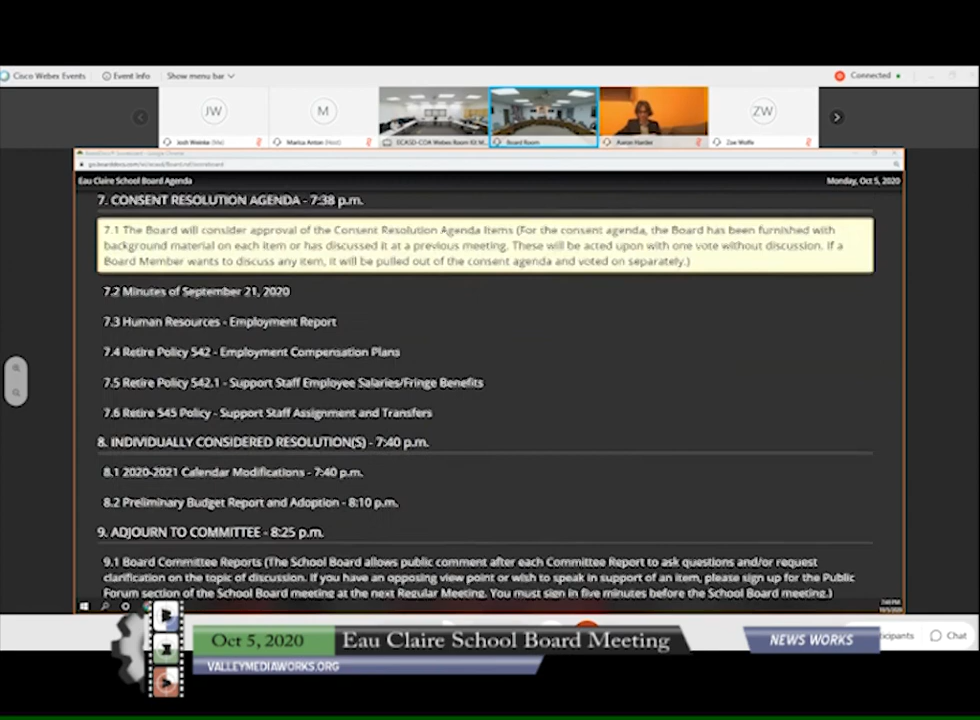 Cisco Webex Events Event Info Show menu bar Connected
JW M ZW
Josh Weinke (Me) Marisa Anton (Host) ECASD-COA Webex Room Kit M... Board Room Zoe Wolfe
Eau Claire School Board Agenda Monday, Oct 5, 2020
7. CONSENT RESOLUTION AGENDA - 7:38 p.m.
7.1 The Board will consider approval of the Consent Resolution Agenda Items (For the consent agenda, the Board has been furnished with
background material on each item or has discussed it at a previous meeting. These will be acted upon with one vote without discussion. If a
Board Member wants to discuss any item, it will be pulled out of the consent agenda and voted on separately.)
7.2 Minutes of September 21, 2020
7.3 Human Resources - Employment Report
7.4 Retire Policy 542 - Employment Compensation Plans
7.5 Retire Policy 542.1 - Support Staff Employee Salaries/Fringe Benefits
7.6 Retire 545 Policy - Support Staff Assignment and Transfers
8. INDIVIDUALLY CONSIDERED RESOLUTION(S) - 7:40 p.m.
8.1 2020-2021 Calendar Modifications - 7:40 p.m.
8.2 Preliminary Budget Report and Adoption - 8:10 p.m.
9. ADJOURN TO COMMITTEE - 8:25 p.m.
9.1 Board Committee Reports (The School Board allows public comment after each Committee Report to ask questions and/or request
clarification on the topic of discussion. If you have an opposing view point or wish to speak in support of an item, please sign up for the Public
Forum section of the School Board meeting at the next Regular Meeting. You must sign in five minutes before the School Board meeting.)
Oct 5, 2020 Eau Claire School Board Meeting NEWS WORKS icipants Chat
VALLEYMEDIAWORKS.ORG